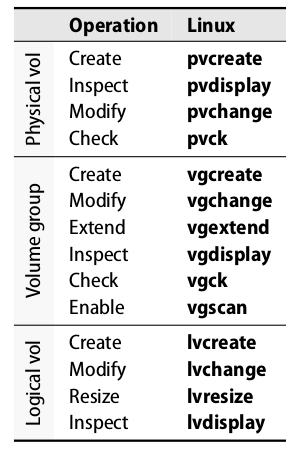 Operation Linux
Physical vol
Create pvcreate
Inspect pvdisplay
Modify pvchange
Check pvck
Volume group
Create vgcreate
Modify vgchange
Extend vgextend
Inspect vgdisplay
Check vgck
Enable vgscan
Logical vol
Create lvcreate
Modify lvchange
Resize lvresize
Inspect lvdisplay